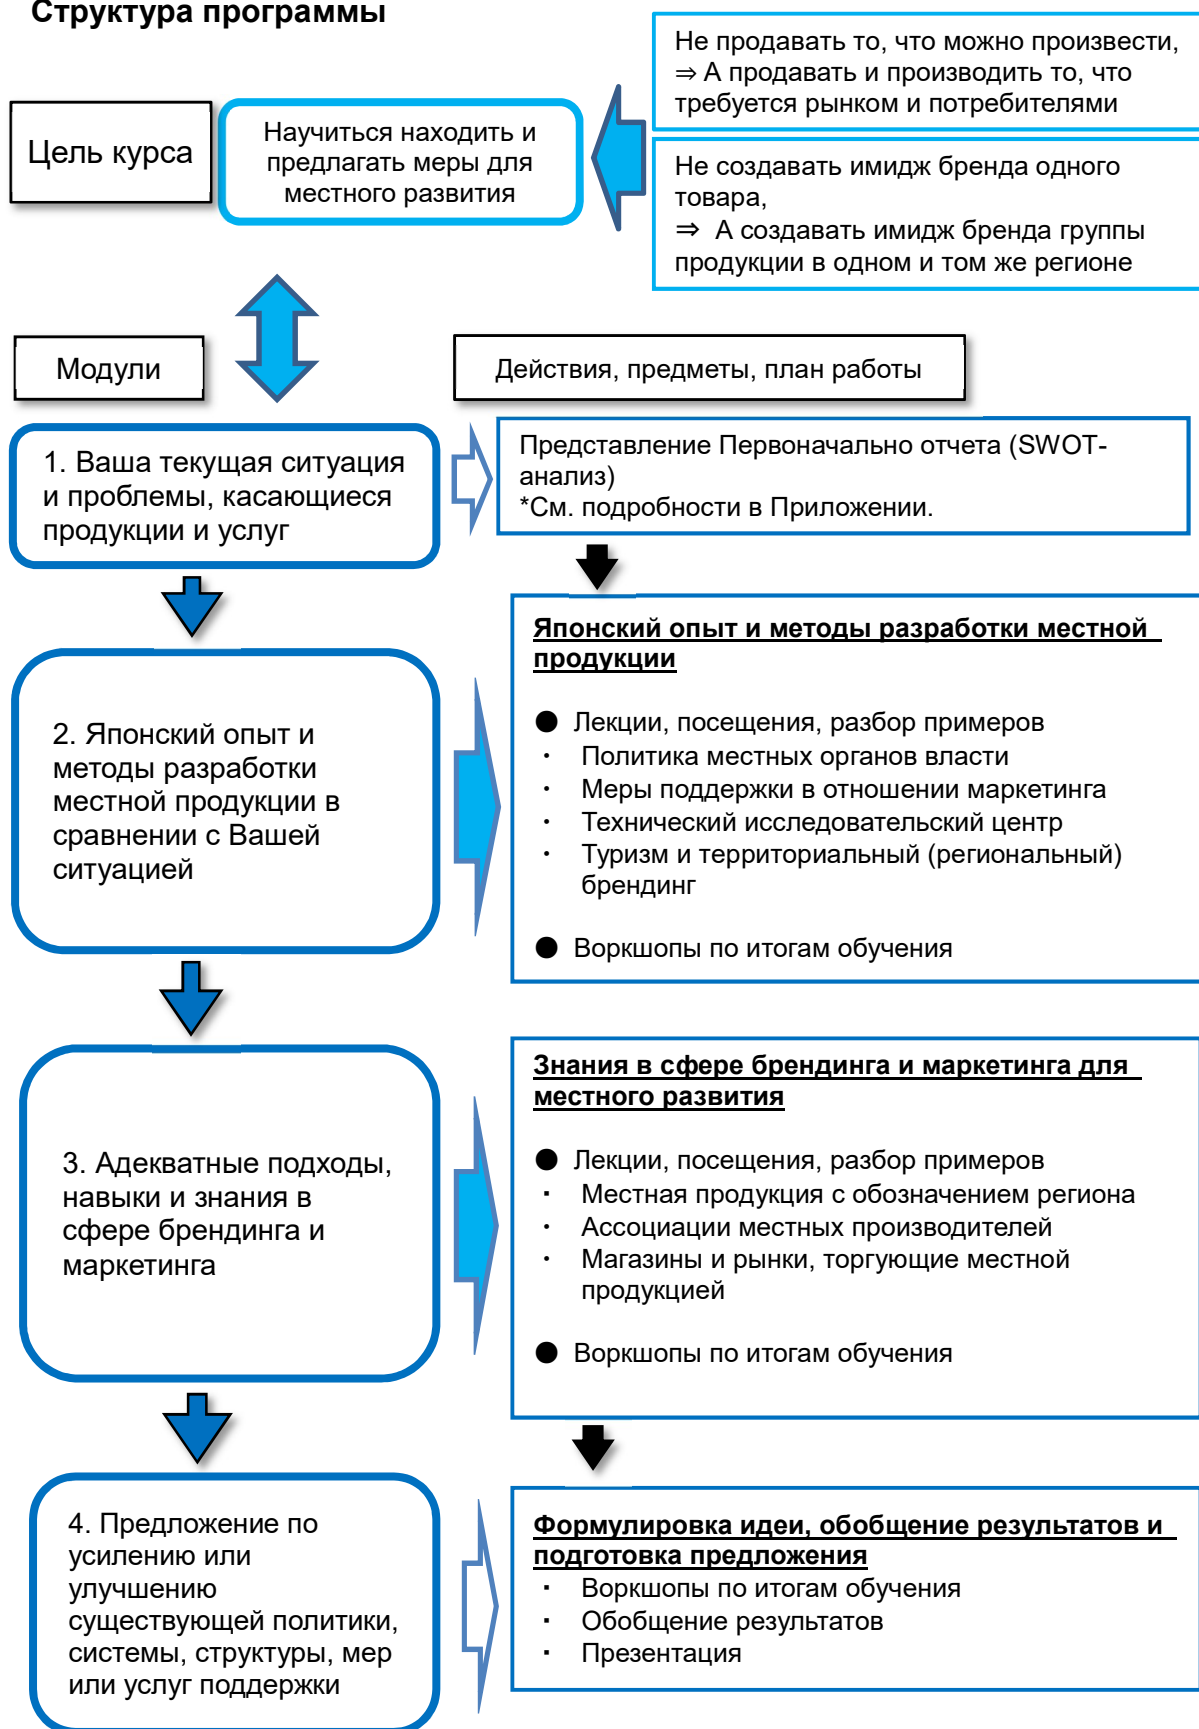 Структура программы
Не продавать то, что можно произвести,
⇒ А продавать и производить то, что
требуется рынком и потребителями
Цель курса
Научиться находить и
предлагать меры для
местного развития
Не создавать имидж бренда одного
товара,
⇒ А создавать имидж бренда группы
продукции в одном и том же регионе
Модули
Действия, предметы, план работы
1. Ваша текущая ситуация
и проблемы, касающиеся
продукции и услуг
Представление Первоначально отчета (SWOT-
анализ)
*См. подробности в Приложении.
2. Японский опыт и
методы разработки
местной продукции в
сравнении с Вашей
ситуацией
Японский опыт и методы разработки местной
продукции
● Лекции, посещения, разбор примеров
・ Политика местных органов власти
・ Меры поддержки в отношении маркетинга
・ Технический исследовательский центр
・ Туризм и территориальный (региональный)
брендинг
● Воркшопы по итогам обучения
3. Адекватные подходы,
навыки и знания в
сфере брендинга и
маркетинга
Знания в сфере брендинга и маркетинга для
местного развития
● Лекции, посещения, разбор примеров
・ Местная продукция с обозначением региона
・ Ассоциации местных производителей
・ Магазины и рынки, торгующие местной
продукцией
● Воркшопы по итогам обучения
4. Предложение по
усилению или
улучшению
существующей политики,
системы, структуры, мер
или услуг поддержки
Формулировка идеи, обобщение результатов и
подготовка предложения
・ Воркшопы по итогам обучения
・ Обобщение результатов
・ Презентация